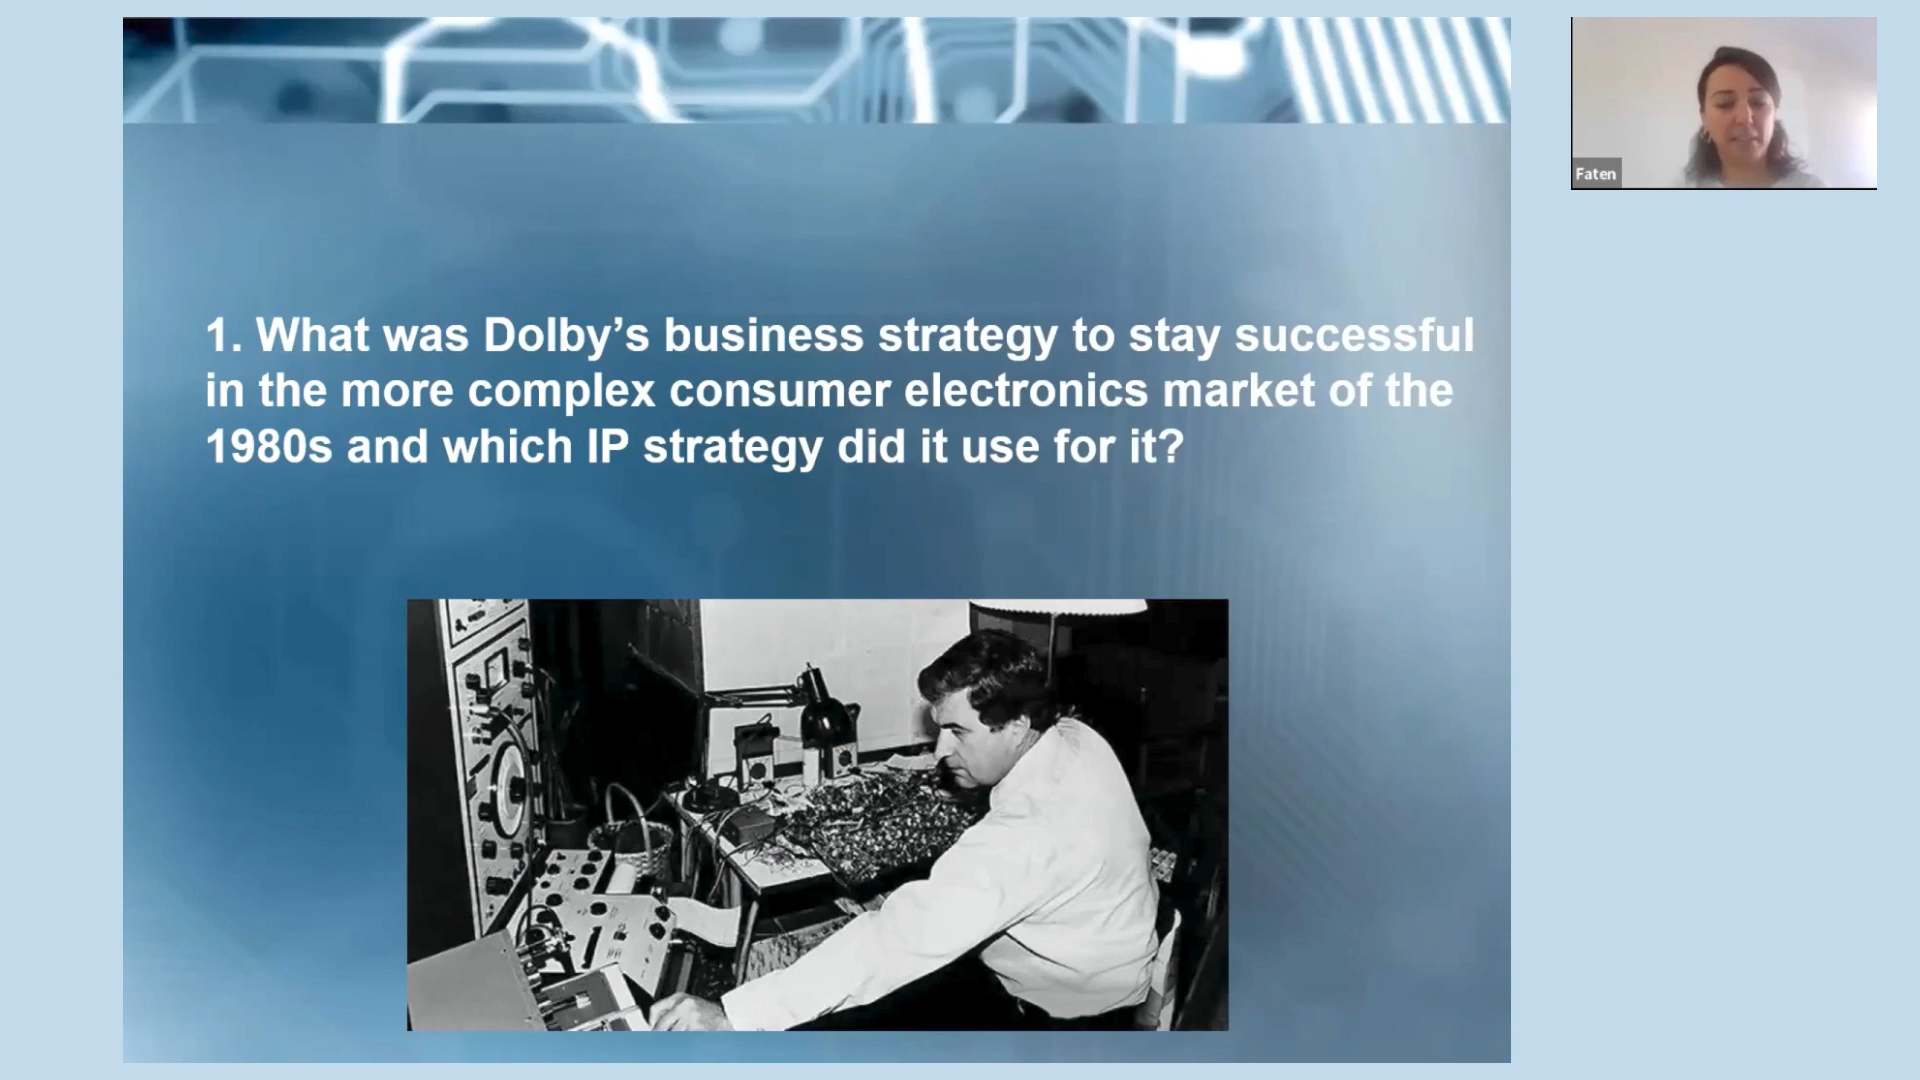 1. What was Dolby’s business strategy to stay successful
in the more complex consumer electronics market of the
1980s and which IP strategy did it use for it?
Faten